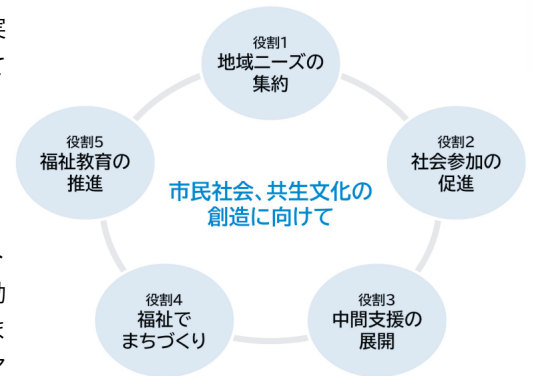 役割1
地域ニーズの
集約
役割2
社会参加の
促進
役割3
中間支援の
展開
役割4
福祉で
まちづくり
役割5
福祉教育の
推進
市民社会、共生文化の
創造に向けて